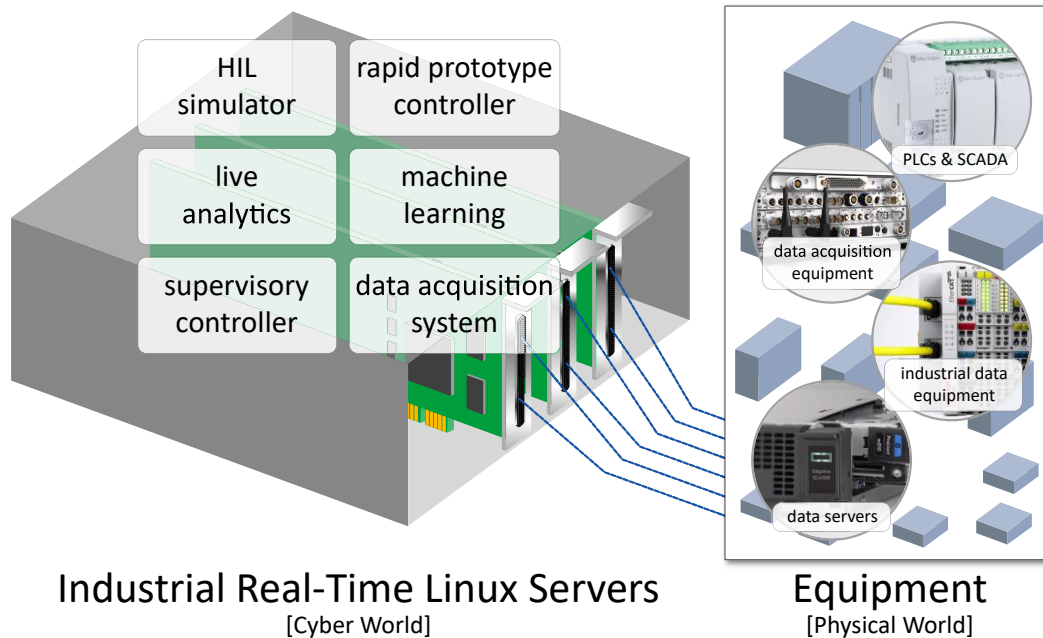 HIL
simulator
rapid prototype
controller
live
analytics
machine
learning
supervisory
controller
data acquisition
system
PLCs & SCADA
data acquisition
equipment
EtherCAT
industrial data
equipment
data servers
Industrial Real-Time Linux Servers
[Cyber World]
Equipment
[Physical World]